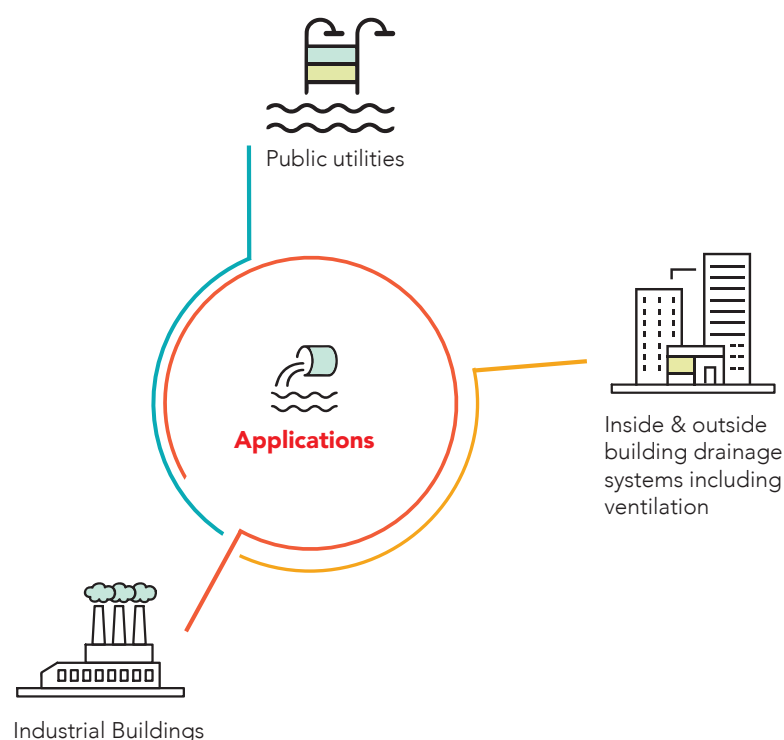 Public utilities
Applications
Inside & outside
building drainage
systems including
ventilation
Industrial Buildings